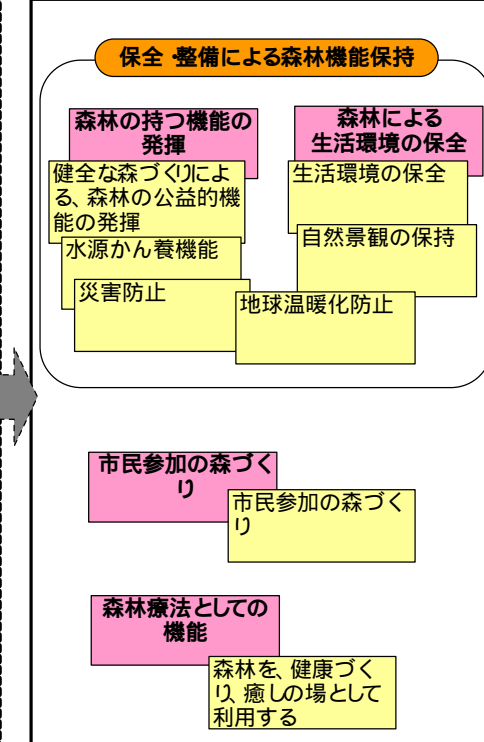 保全・整備による森林機能保持
森林の持つ機能の
発揮
健全な森づくりによ
る、森林の公益的機
能の発揮
水源かん養機能
災害防止
森林による
生活環境の保全
生活環境の保全
自然景観の保持
地球温暖化防止
市民参加の森づく
り
市民参加の森づく
り
森林療法としての
機能
森林を、健康づく
り、癒しの場として
利用する